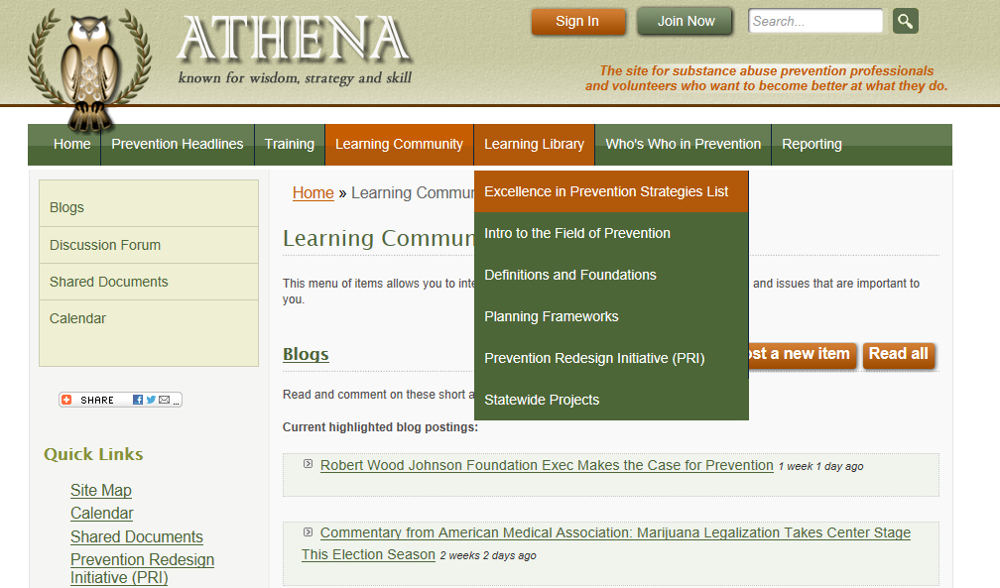 ATHENA
known for wisdom, strategy and skill
Sign In
Join Now
Search...
The site for substance abuse prevention professionals
and volunteers who want to become better at what they do.
Home
Prevention Headlines
Training
Learning Community
Learning Library
Who's Who in Prevention
Reporting
Excellence in Prevention Strategies List
Intro to the Field of Prevention
Definitions and Foundations
Planning Frameworks
Prevention Redesign Initiative (PRI)
Statewide Projects
Blogs
Discussion Forum
Shared Documents
Calendar
SHARE ...
Quick Links
Site Map
Calendar
Shared Documents
Prevention Redesign
Initiative (PRI)
Home » Learning Commu
Learning Commun
This menu of items allows you to inte and issues that are important to
you.
Blogs
ost a new item
Read all
Read and comment on these short a
Current highlighted blog postings:
Robert Wood Johnson Foundation Exec Makes the Case for Prevention 1 week 1 day ago
Commentary from American Medical Association: Marijuana Legalization Takes Center Stage
This Election Season 2 weeks 2 days ago